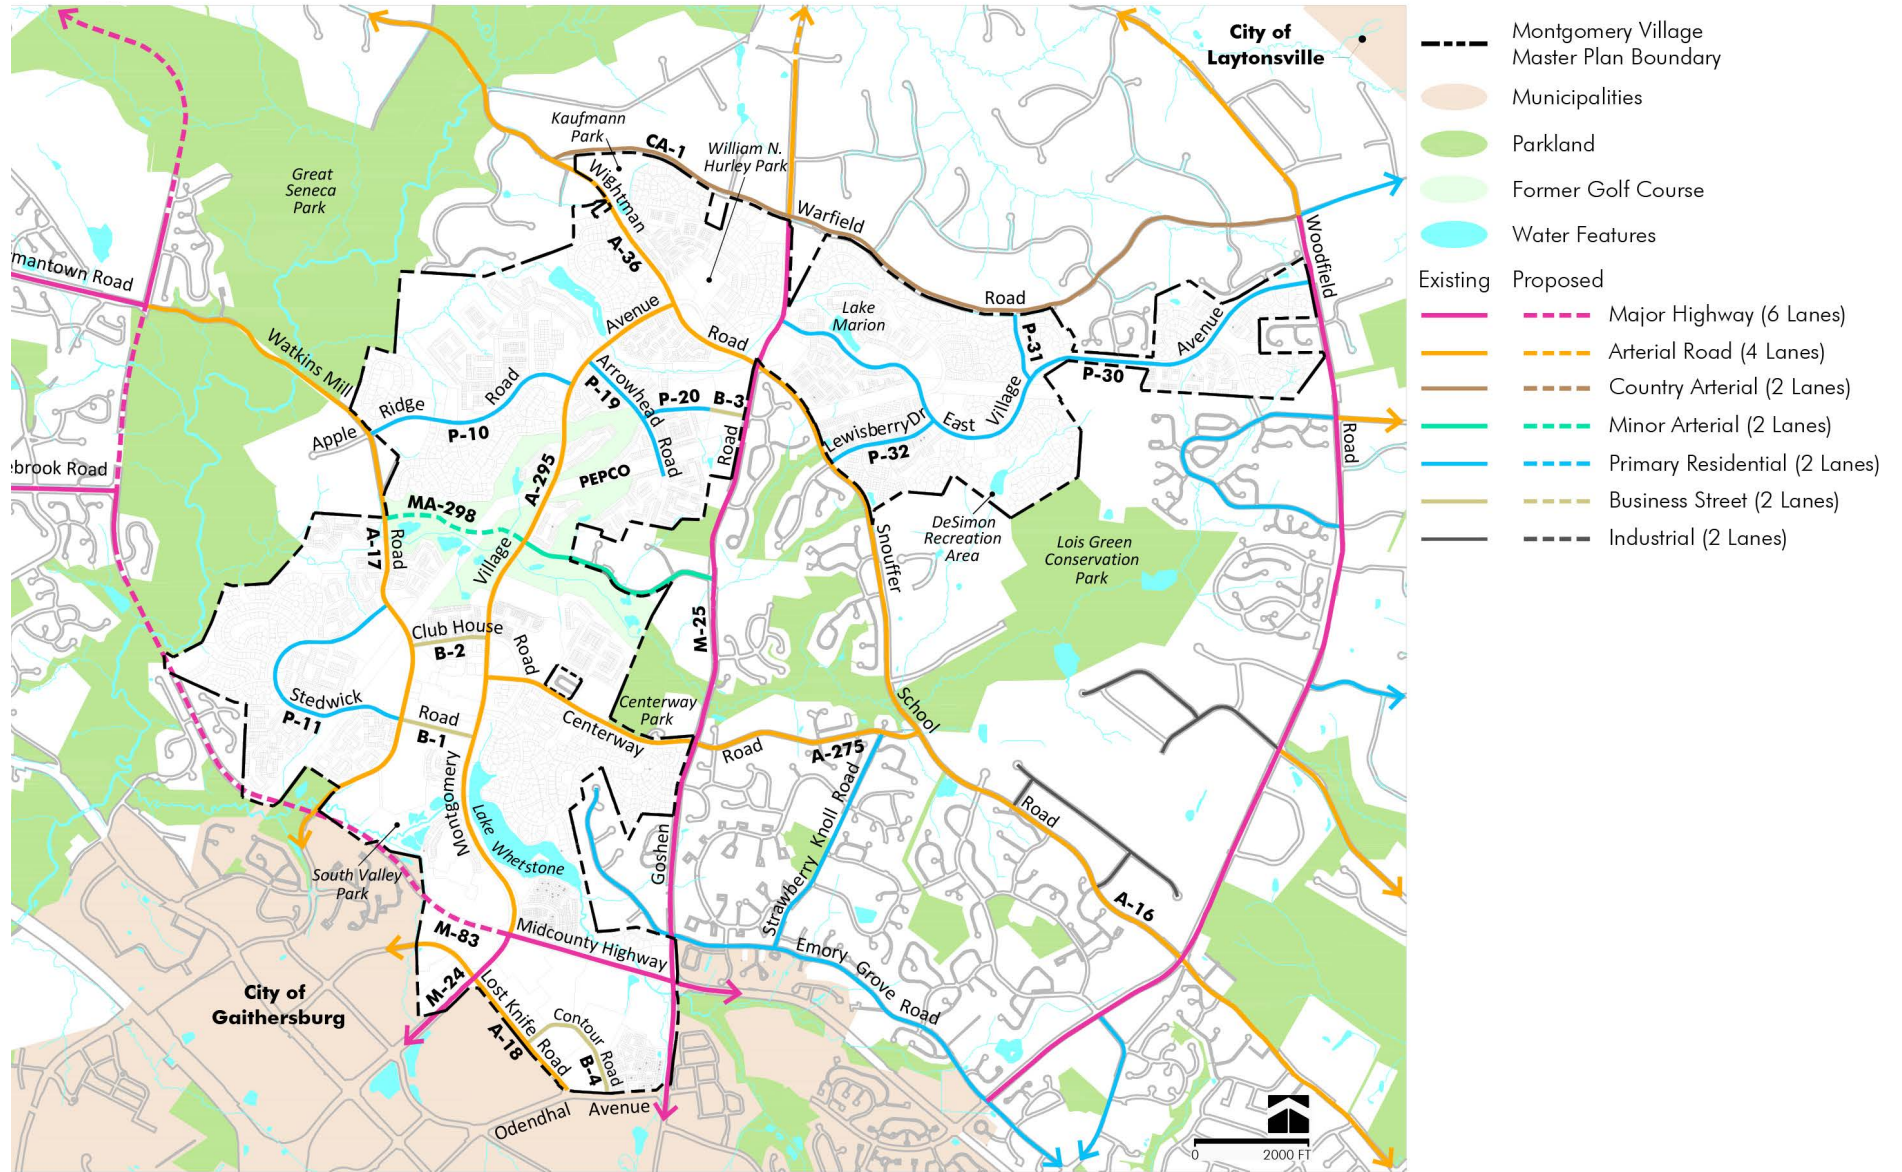 City of
Laytonsville
Kaufmann
Park
CA-1
William N.
Hurley Park
Great
Seneca
Park
Wightman
A-36
Warfield
Woodfield
rmantown Road
Avenue
Road
Lake
Marion
Road
P-31
Avenue
P-30
Watkins Mill
Arrowhead
P-19
P-20
B-3
Village
Ridge
Road
Apple
P-10
Road
Road
Lewisberry Dr
East
P-32
Road
ebrook Road
A-295
PEPCO
MA-298
A-17
Road
Village
DeSimon
Recreation
Area
Snouffer
Lois Green
Conservation
Park
M-25
Club House
B-2
Road
Stedwick
P-11
Road
B-1
Centerway
Park
Centerway
Road
A-275
School
Montgomery
Lake
Whetstone
Goshen
Strawberry Knoll Road
Road
South Valley
Park
A-16
M-83
Midcounty Highway
Emory Grove Road
M-24
City of
Gaithersburg
Lost Knife
Road
A-18
Contour Road
B-4
Odendhal Avenue
0 2000 FT
Montgomery Village
Master Plan Boundary
Municipalities
Parkland
Former Golf Course
Water Features
Existing Proposed
Major Highway (6 Lanes)
Arterial Road (4 Lanes)
Country Arterial (2 Lanes)
Minor Arterial (2 Lanes)
Primary Residential (2 Lanes)
Business Street (2 Lanes)
Industrial (2 Lanes)